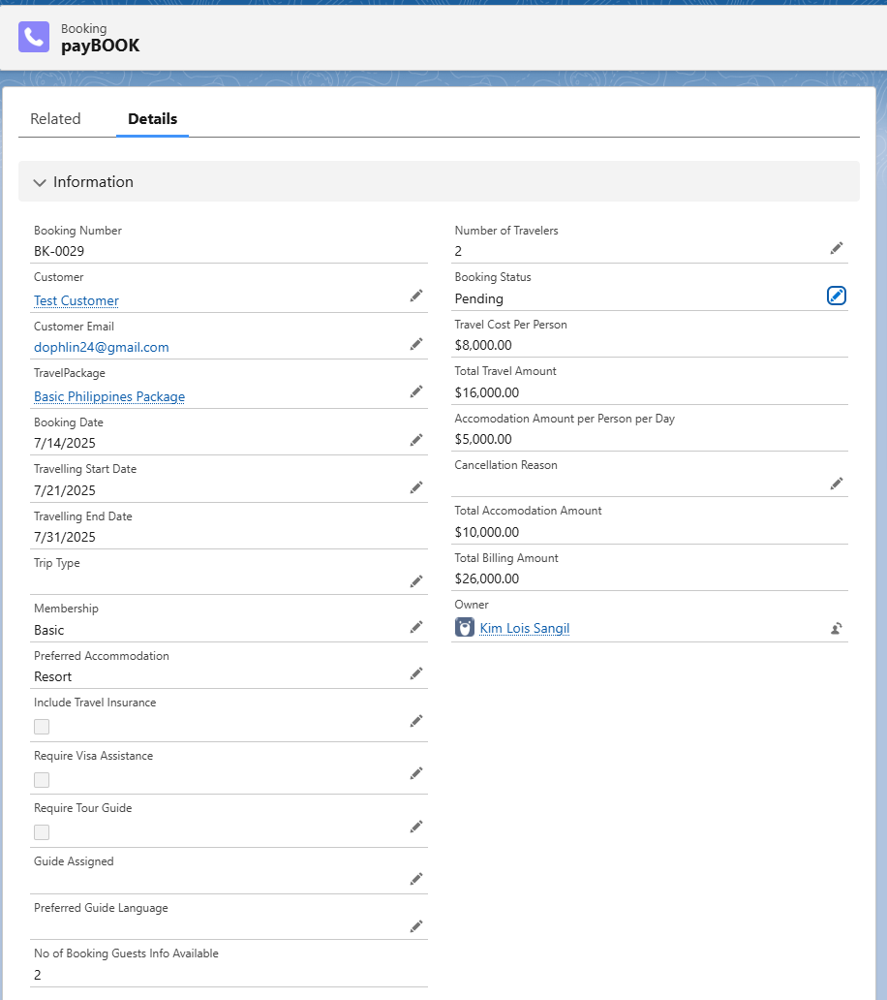 Booking
payBOOK
Related
Details
Information
Booking Number
BK-0029
Customer
Test Customer
Customer Email
dophlin24@gmail.com
TravelPackage
Basic Philippines Package
Booking Date
7/14/2025
Travelling Start Date
7/21/2025
Travelling End Date
7/31/2025
Trip Type
Membership
Basic
Preferred Accommodation
Resort
Include Travel Insurance
Require Visa Assistance
Require Tour Guide
Guide Assigned
Preferred Guide Language
No of Booking Guests Info Available
2
Number of Travelers
2
Booking Status
Pending
Travel Cost Per Person
$8,000.00
Total Travel Amount
$16,000.00
Accomodation Amount per Person per Day
$5,000.00
Cancellation Reason
Total Accomodation Amount
$10,000.00
Total Billing Amount
$26,000.00
Owner
Kim Lois Sangil